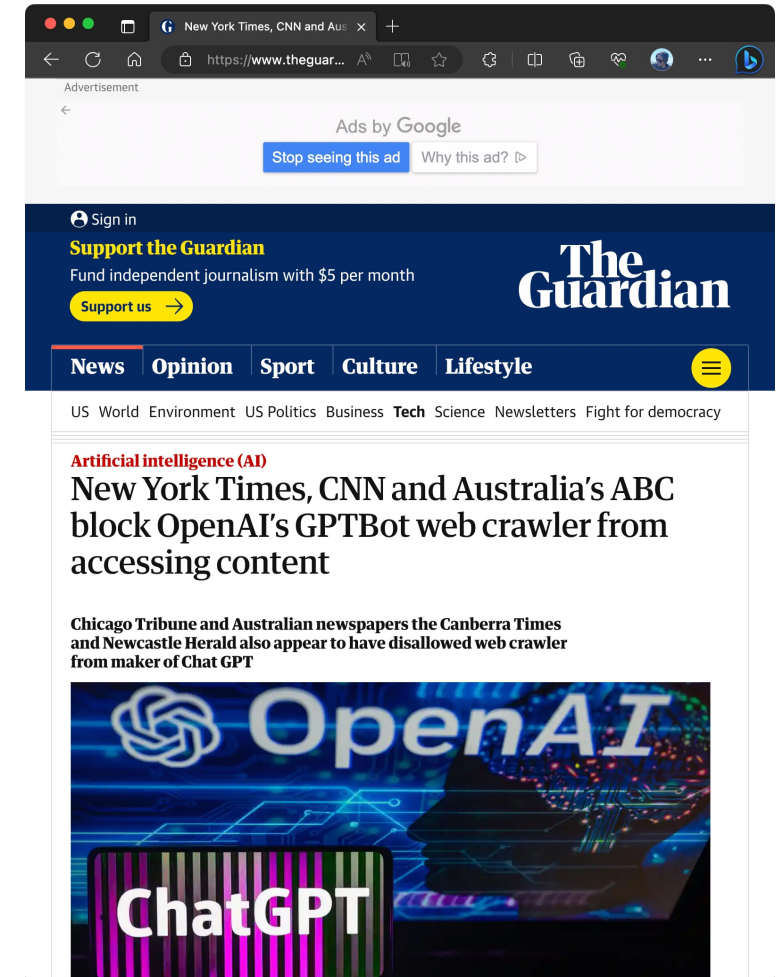 New York Times, CNN and Aus
https://www.theguar...
Advertisement
Ads by Google
Stop seeing this ad
Why this ad?
Sign in
Support the Guardian
Fund independent journalism with $5 per month
Support us
The
Guardian
News Opinion Sport Culture Lifestyle
US World Environment US Politics Business Tech Science Newsletters Fight for democracy
Artificial intelligence (AI)
New York Times, CNN and Australia’s ABC
block OpenAI’s GPTBot web crawler from
accessing content
Chicago Tribune and Australian newspapers the Canberra Times
and Newcastle Herald also appear to have disallowed web crawler
from maker of Chat GPT
OpenAI
ChatGPT